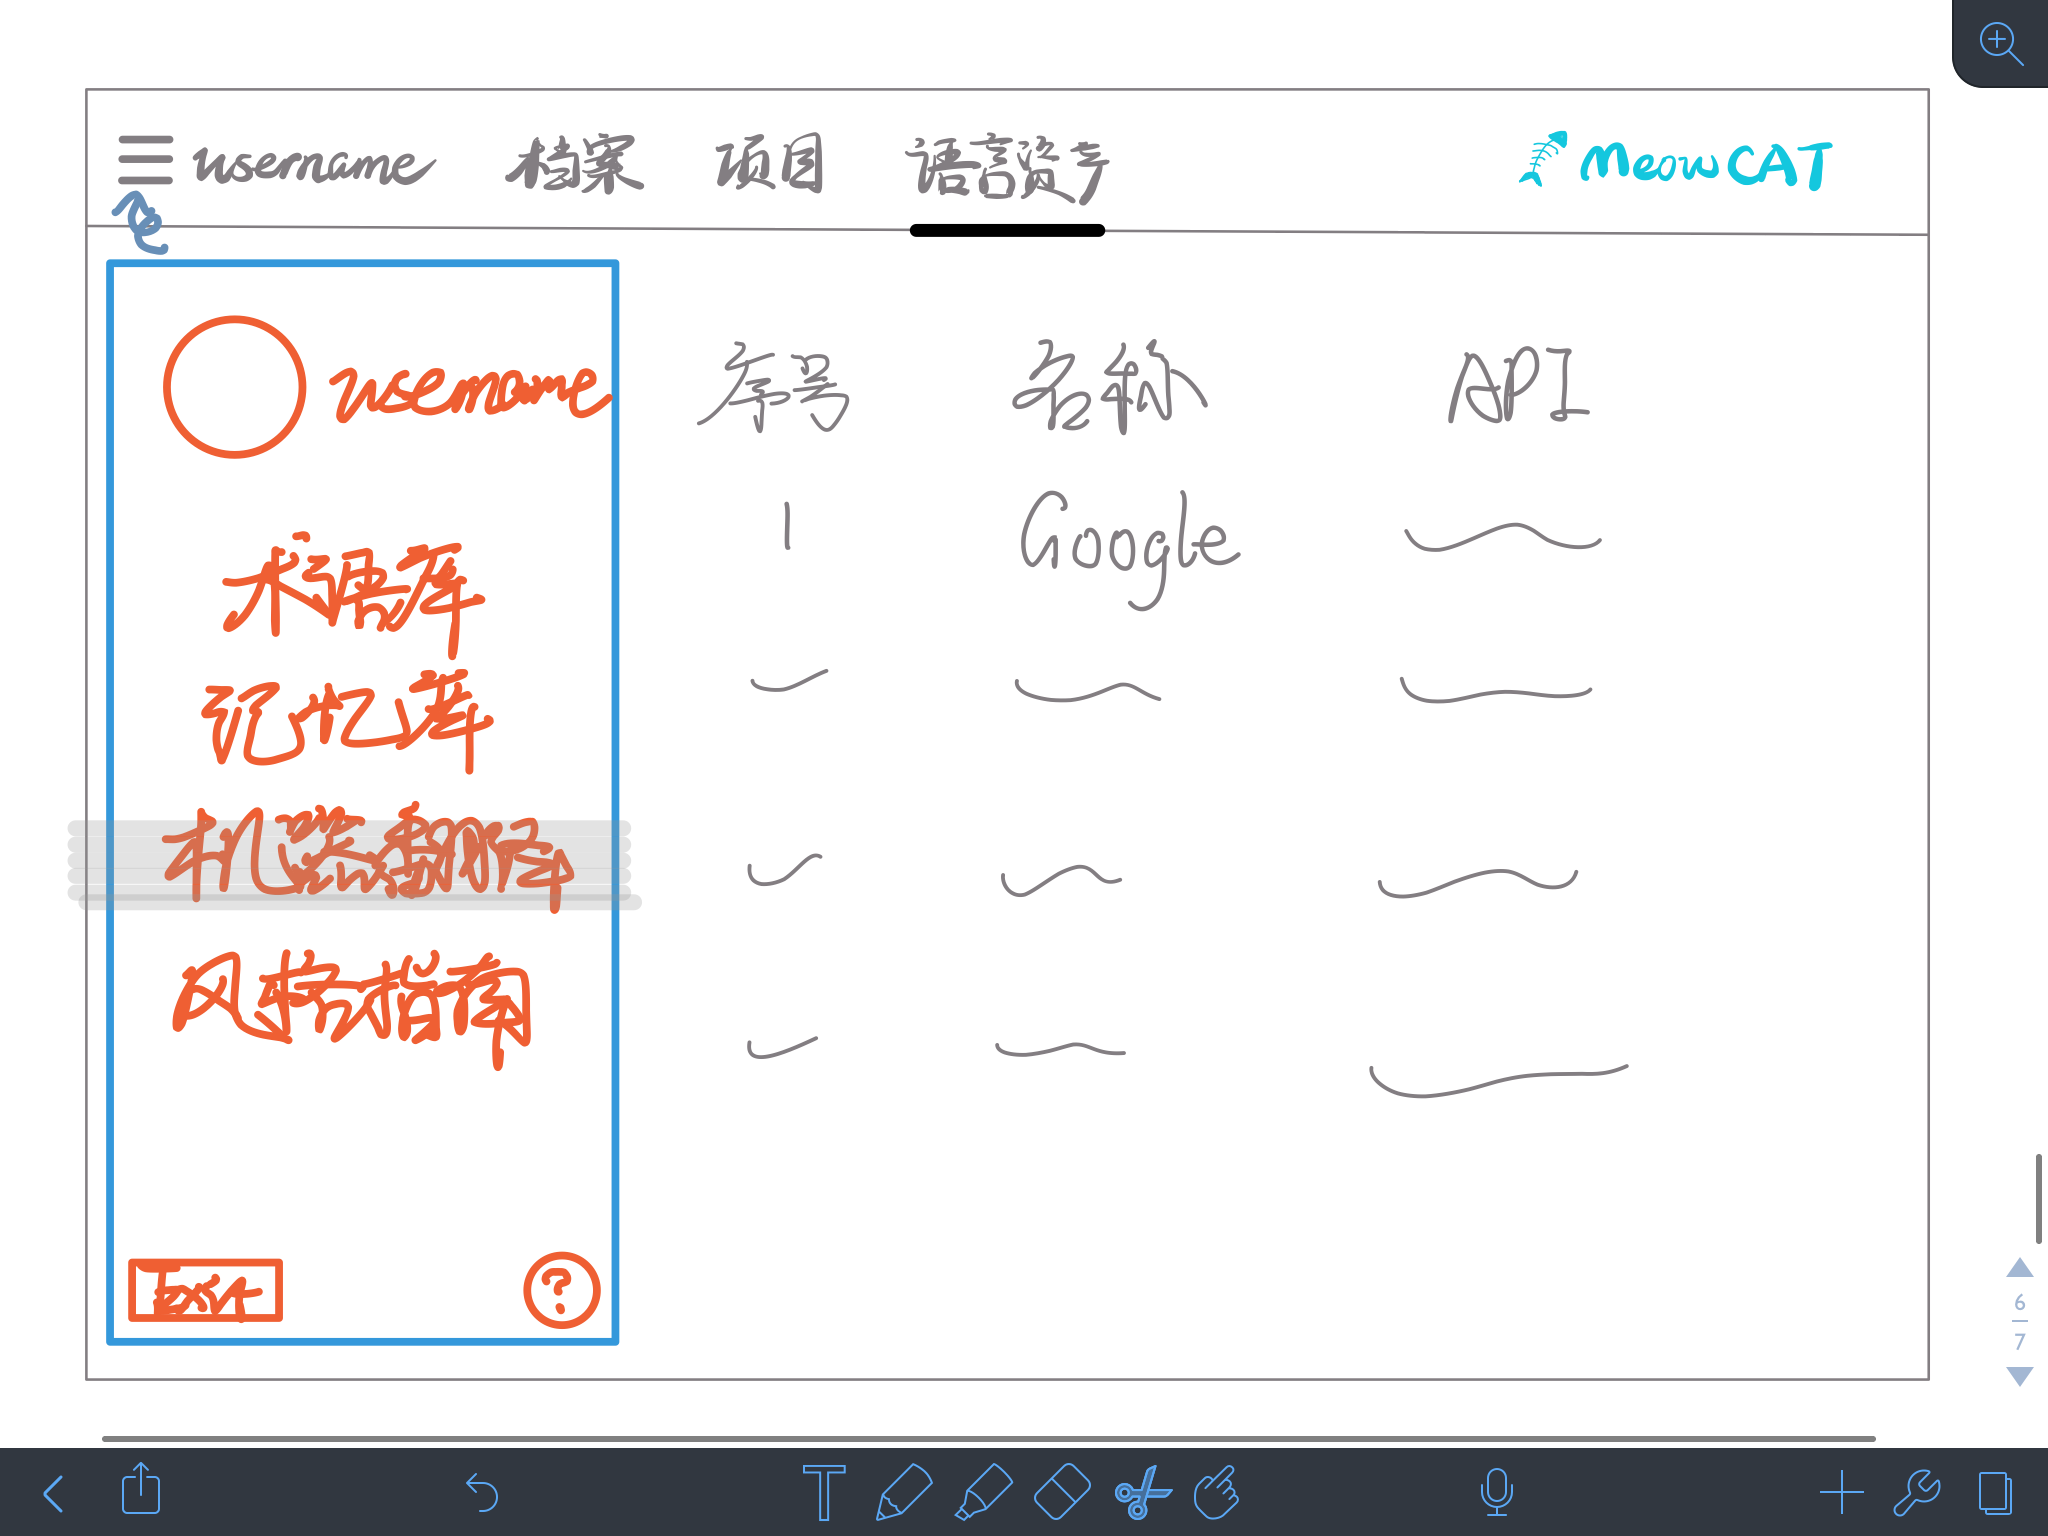 username 档案 项目 语言资产 MeowCAT
username
术语库
记忆库
机器翻译
风格指南
Exit
?
序号 名称 API
1 Google
6
7